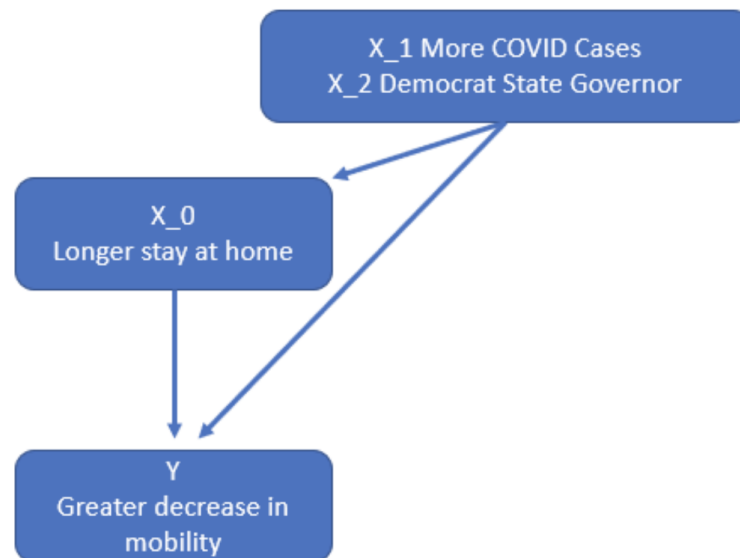 X_1 More COVID Cases
X_2 Democrat State Governor
X_0
Longer stay at home
Y
Greater decrease in
mobility